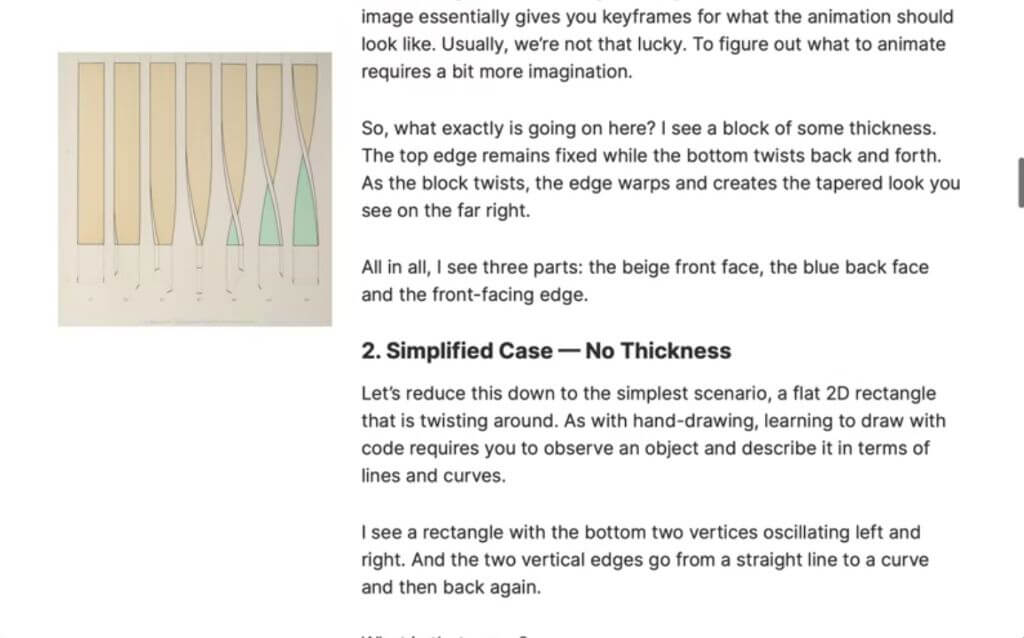 image essentially gives you keyframes for what the animation should
look like. Usually, we're not that lucky. To figure out what to animate
requires a bit more imagination.
So, what exactly is going on here? I see a block of some thickness.
The top edge remains fixed while the bottom twists back and forth.
As the block twists, the edge warps and creates the tapered look you
see on the far right.
All in all, I see three parts: the beige front face, the blue back face
and the front-facing edge.
2. Simplified Case — No Thickness
Let's reduce this down to the simplest scenario, a flat 2D rectangle
that is twisting around. As with hand-drawing, learning to draw with
code requires you to observe an object and describe it in terms of
lines and curves.
I see a rectangle with the bottom two vertices oscillating left and
right. And the two vertical edges go from a straight line to a curve
and then back again.